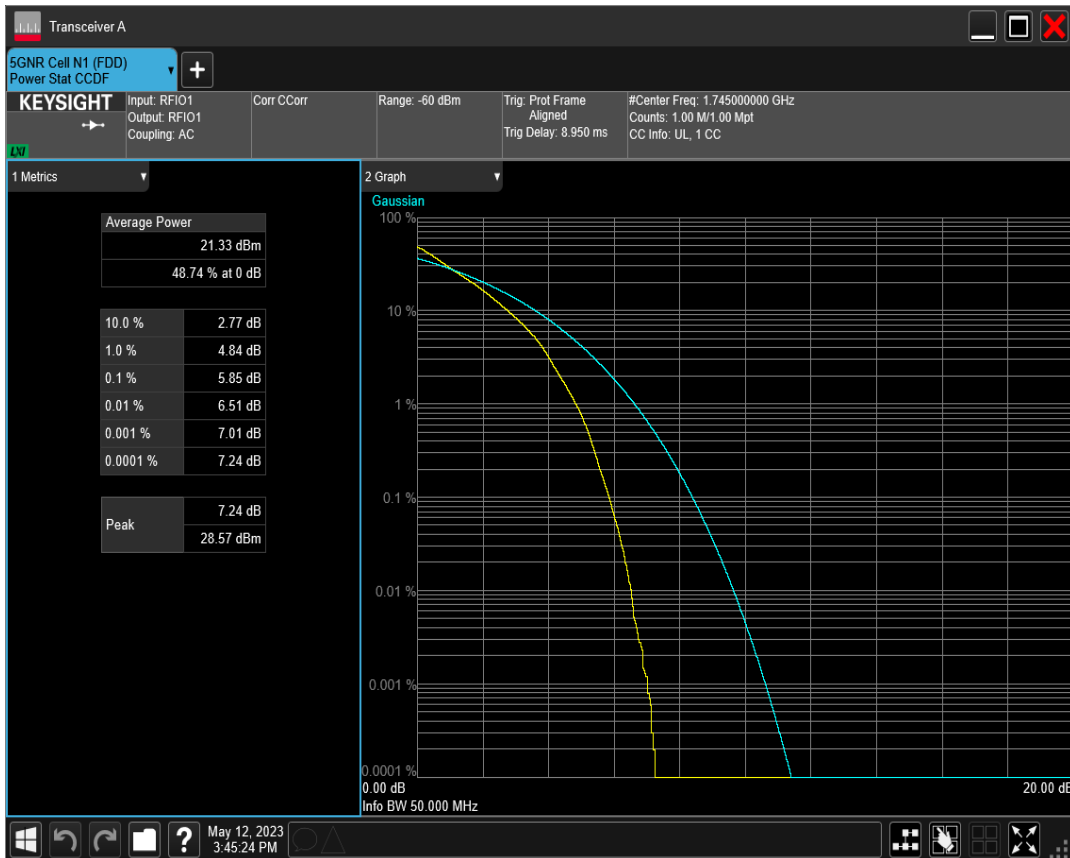 Transceiver A
5GNR Cell N1 (FDD)
Power Stat CCDF
+
KEYSIGHT
LXI
Input: RFIO1
Output: RFIO1
Coupling: AC
Corr CCorr
Range: -60 dBm
Trig: Prot Frame
Aligned
Trig Delay: 8.950 ms
#Center Freq: 1.745000000 GHz
Counts: 1.00 M/1.00 Mpt
CC Info: UL, 1 CC
1 Metrics
Average Power
21.33 dBm
48.74 % at 0 dB
10.0 % 2.77 dB
1.0 % 4.84 dB
0.1 % 5.85 dB
0.01 % 6.51 dB
0.001 % 7.01 dB
0.0001 % 7.24 dB
Peak
7.24 dB
28.57 dBm
2 Graph
Gaussian
100 %
10 %
1 %
0.1 %
0.01 %
0.001 %
0.0001 %
0.00 dB 20.00 dB
Info BW 50.000 MHz
?
May 12, 2023
3:45:24 PM